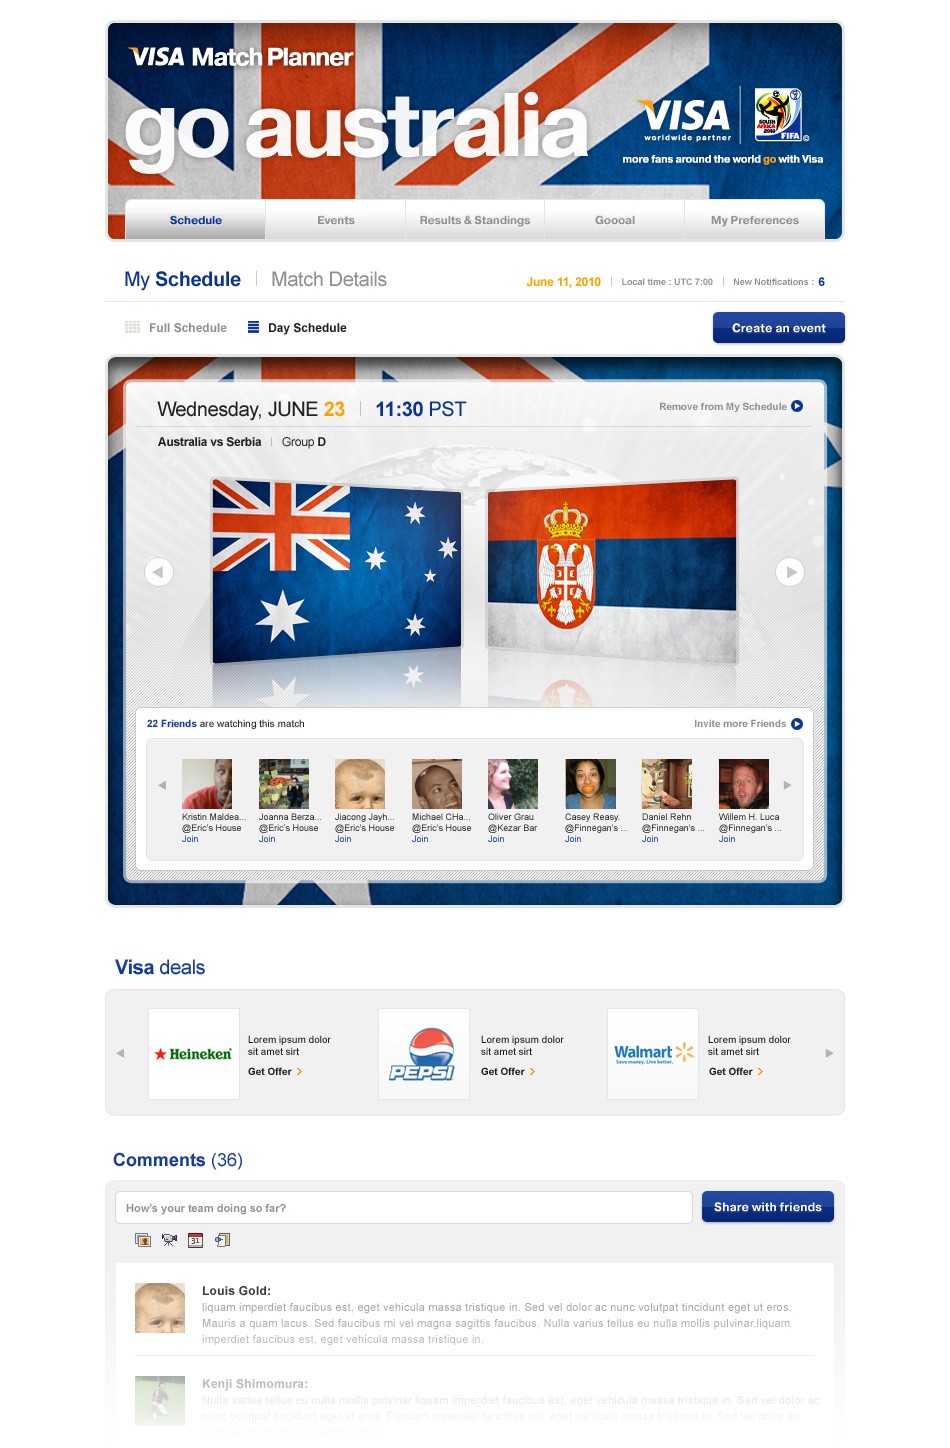 VISA Match Planner
go australia
VISA
worldwide partner
SOUTH AFRICA 2010
FIFA
©
more fans around the world go with Visa
Schedule
Events
Results & Standings
Goooal
My Preferences
My Schedule | Match Details
June 11, 2010 | Local time : UTC 7:00 | New Notifications : 6
Full Schedule
Day Schedule
Create an event
Wednesday, JUNE 23 | 11:30 PST
Remove from My Schedule
Australia vs Serbia | Group D
22 Friends are watching this match
Invite more Friends
Kristin Maldea...
@Eric's House
Join
Joanna Berza...
@Eric's House
Join
Jiacong Jayh...
@Eric's House
Join
Michael CHa...
@Eric's House
Join
Oliver Grau
@Kezar Bar
Join
Casey Reasy.
@Finnegan's ...
Join
Daniel Rehn
@Finnegan's ...
Join
Willem H. Luca
@Finnegan's ...
Join
Visa deals
Heineken
Lorem ipsum dolor
sit amet sirt
Get Offer
PEPSI
Lorem ipsum dolor
sit amet sirt
Get Offer
Walmart
Save money. Live better.
Lorem ipsum dolor
sit amet sirt
Get Offer
Comments (36)
How's your team doing so far?
Share with friends
31
Louis Gold:
liquam imperdiet faucibus est, eget vehicula massa tristique in. Sed vel dolor ac nunc volutpat tincidunt eget ut eros.
Mauris a quam lacus. Sed faucibus mi vel magna sagittis faucibus. Nulla varius tellus eu nulla mollis pulvinar.liquam
imperdiet faucibus est, eget vehicula massa tristique in.
Kenji Shimomura:
Nulla varius tellus eu nulla mollis pulvinar.liquam imperdiet faucibus est, eget vehicula massa tristique in. Sed vel dolor ac
nunc volutpat tincidunt eget ut eros. Pliquam imperdiet faucibus est, eget vehicula massa tristique in. Sed vel dolor ac